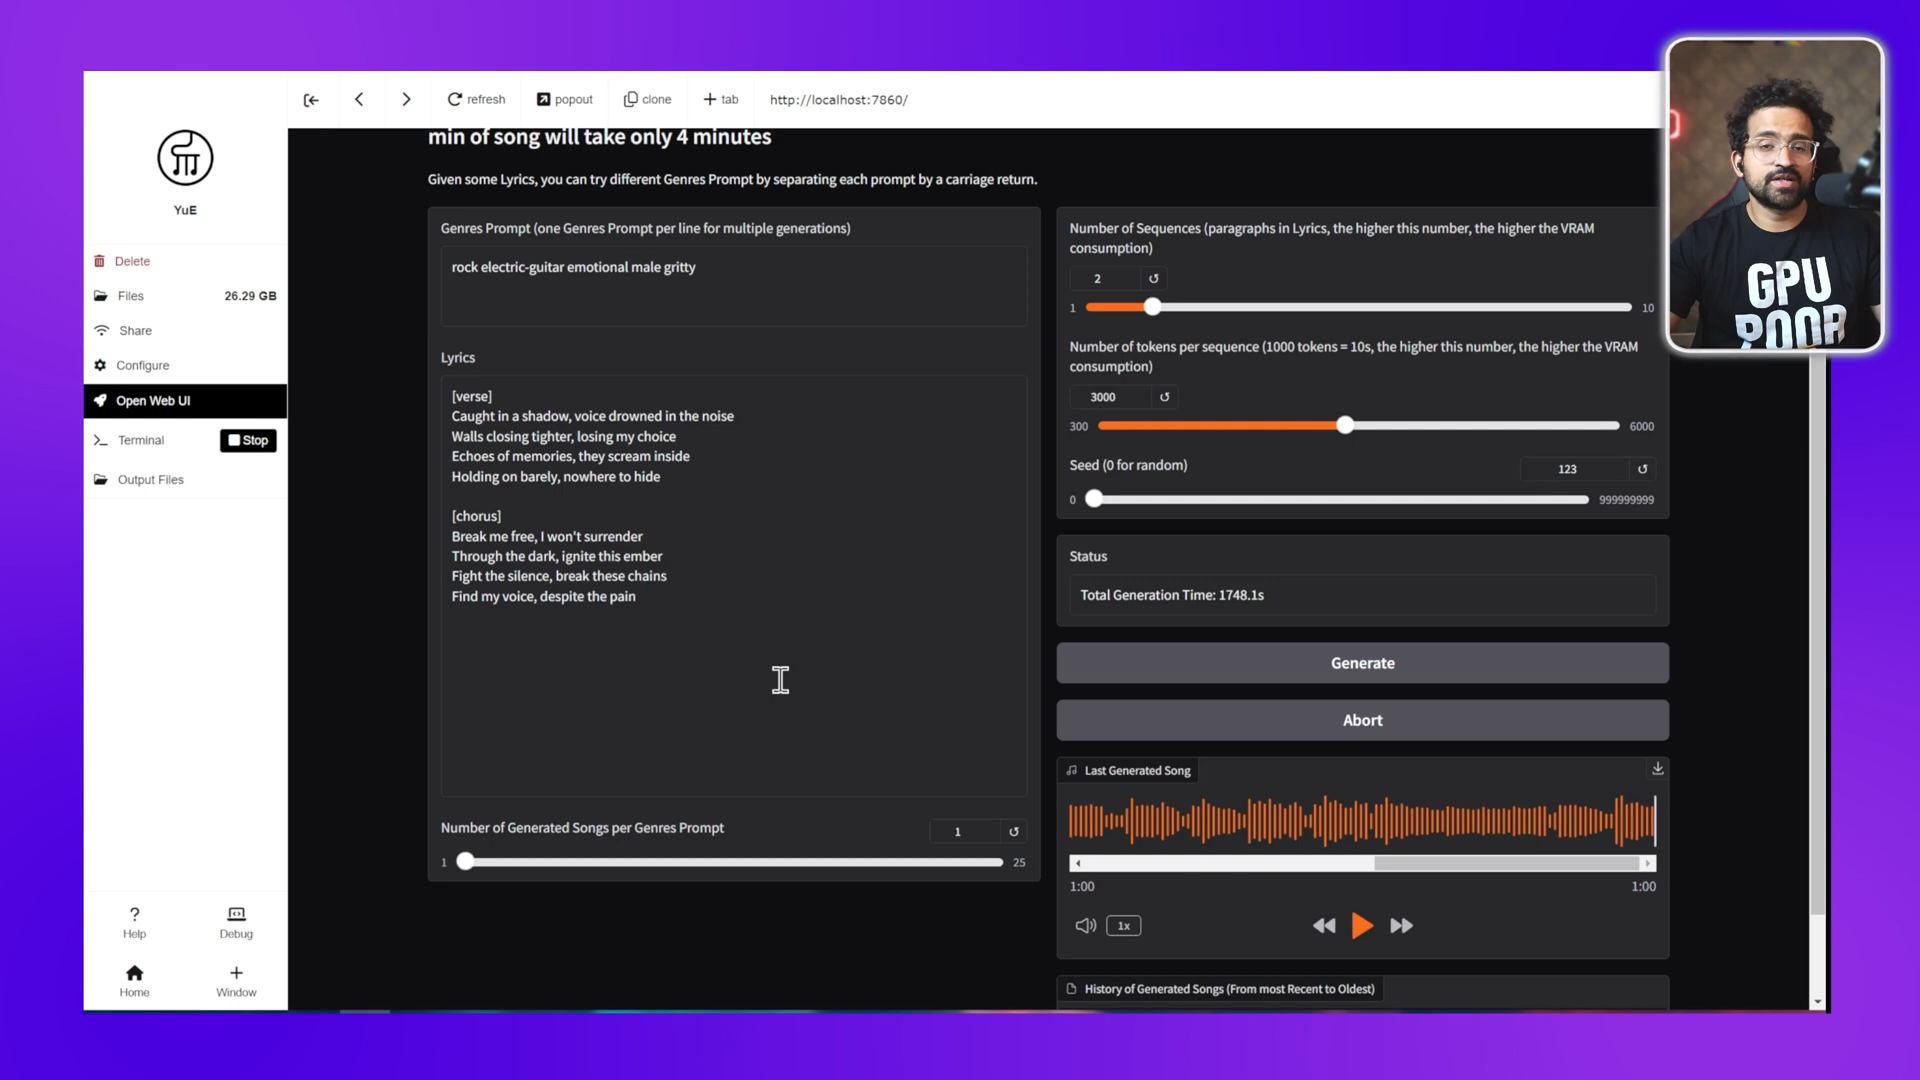 refresh
popout
clone
tab
http://localhost:7860/
YuE
Delete
Files 26.29 GB
Share
Configure
Open Web UI
Terminal Stop
Output Files
? Help
Debug
Home
Window
min of song will take only 4 minutes
Given some Lyrics, you can try different Genres Prompt by separating each prompt by a carriage return.
Genres Prompt (one Genres Prompt per line for multiple generations)
rock electric-guitar emotional male gritty
Lyrics
[verse]
Caught in a shadow, voice drowned in the noise
Walls closing tighter, losing my choice
Echoes of memories, they scream inside
Holding on barely, nowhere to hide
[chorus]
Break me free, I won't surrender
Through the dark, ignite this ember
Fight the silence, break these chains
Find my voice, despite the pain
Number of Generated Songs per Genres Prompt 1
1 25
Number of Sequences (paragraphs in Lyrics, the higher this number, the higher the VRAM
consumption)
2
1 10
Number of tokens per sequence (1000 tokens = 10s, the higher this number, the higher the VRAM
consumption)
3000
300 6000
Seed (0 for random) 123
0 999999999
Status
Total Generation Time: 1748.1s
Generate
Abort
Last Generated Song
1:00 1:00
1x
History of Generated Songs (From most Recent to Oldest)
GPU
POOR